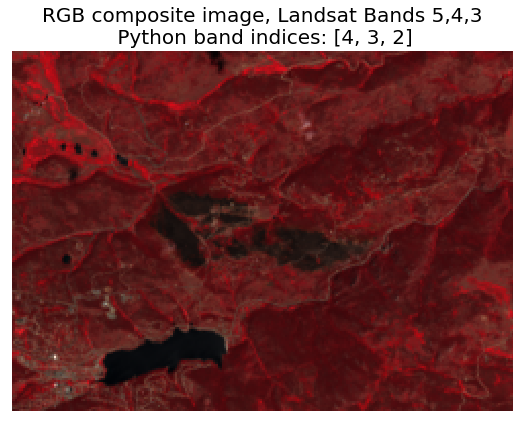 RGB composite image, Landsat Bands 5,4,3
Python band indices: [4, 3, 2]